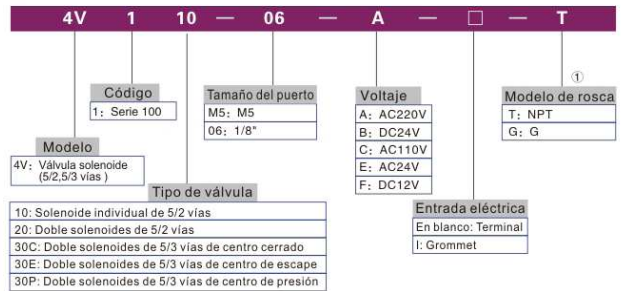 4V 1 10 — 06 — A — □ — T
①
Código
1: Serie 100
Tamaño del puerto
M5: M5
06: 1/8"
Voltaje
A: AC220V
B: DC24V
C: AC110V
E: AC24V
F: DC12V
Modelo de rosca
T: NPT
G: G
Modelo
4V: Válvula solenoide
(5/2,5/3 vías )
Tipo de válvula
10: Solenoide individual de 5/2 vías
20: Doble solenoides de 5/2 vías
30C: Doble solenoides de 5/3 vías de centro cerrado
30E: Doble solenoides de 5/3 vías de centro de escape
30P: Doble solenoides de 5/3 vías de centro de presión
Entrada eléctrica
En blanco: Terminal
I: Grommet